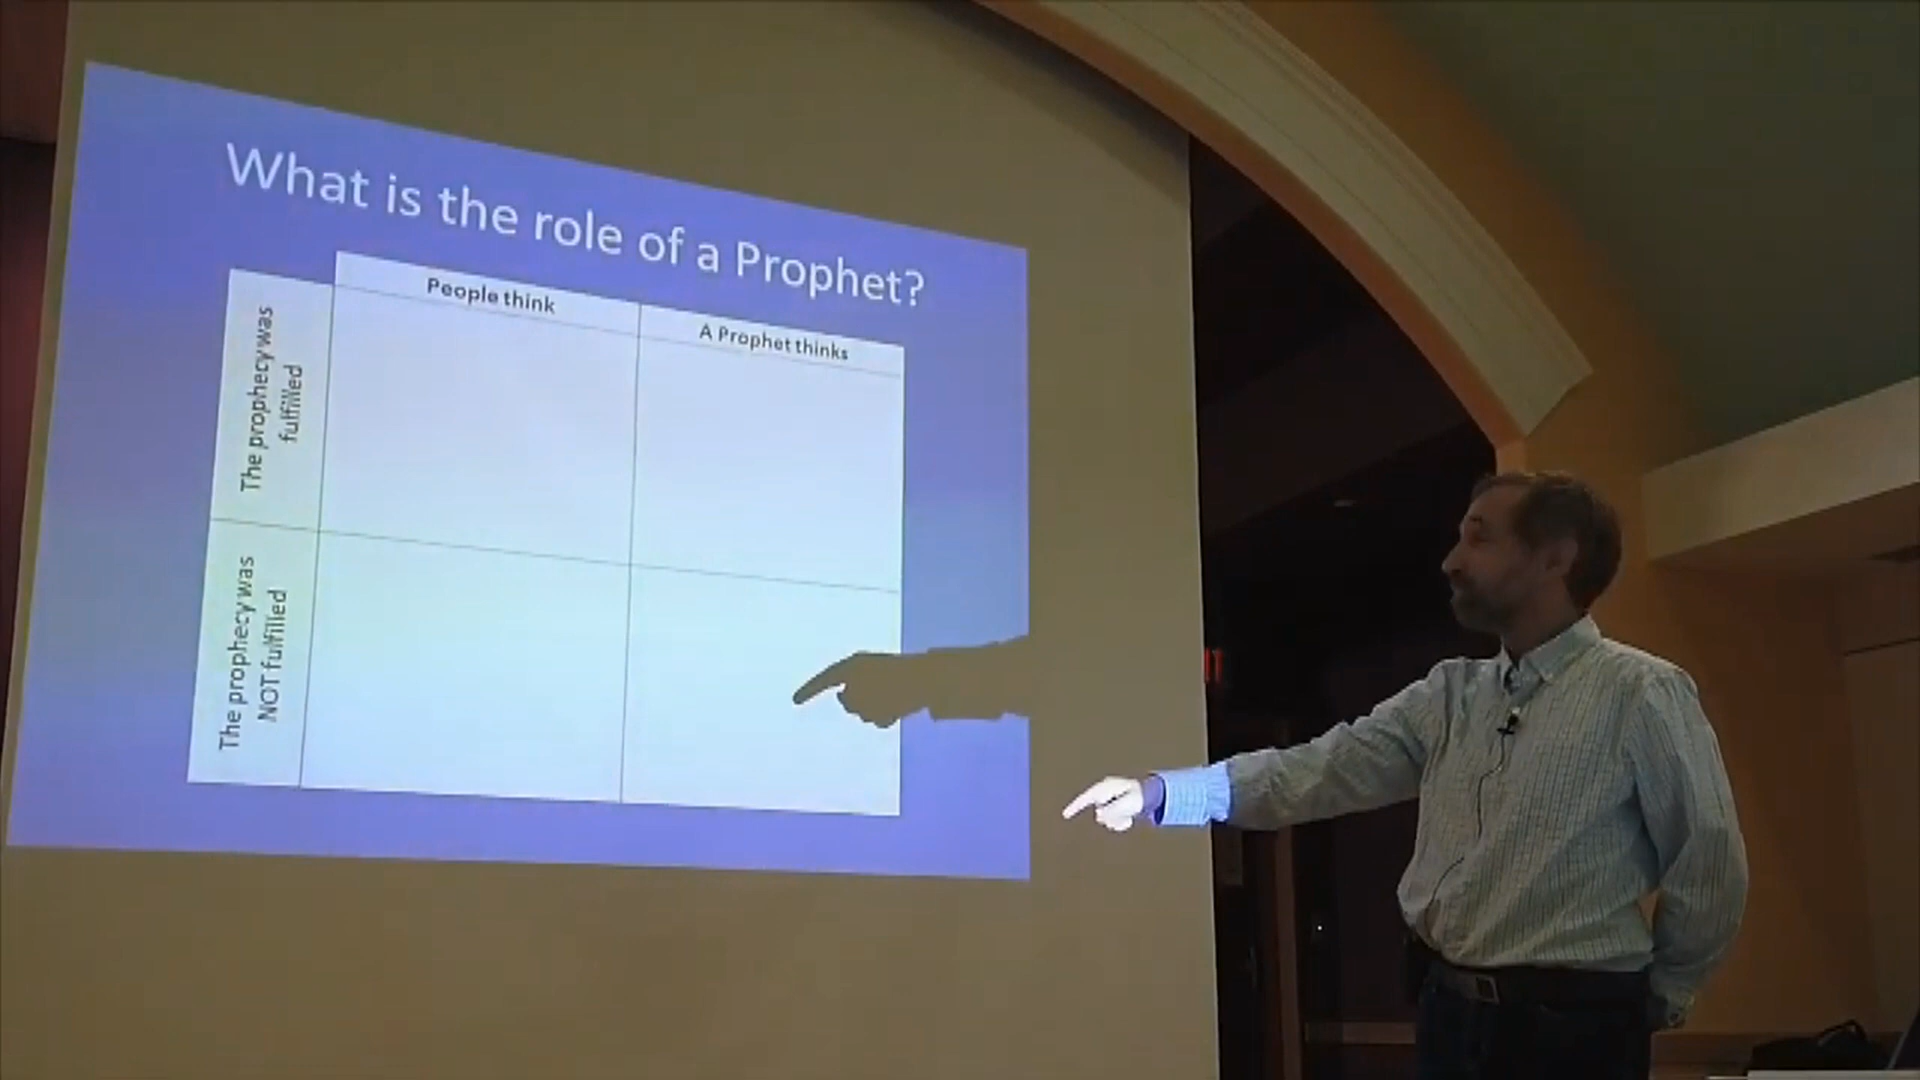 What is the role of a Prophet?
People think
A Prophet thinks
The prophecy was
fulfilled
The prophecy was
NOT fulfilled